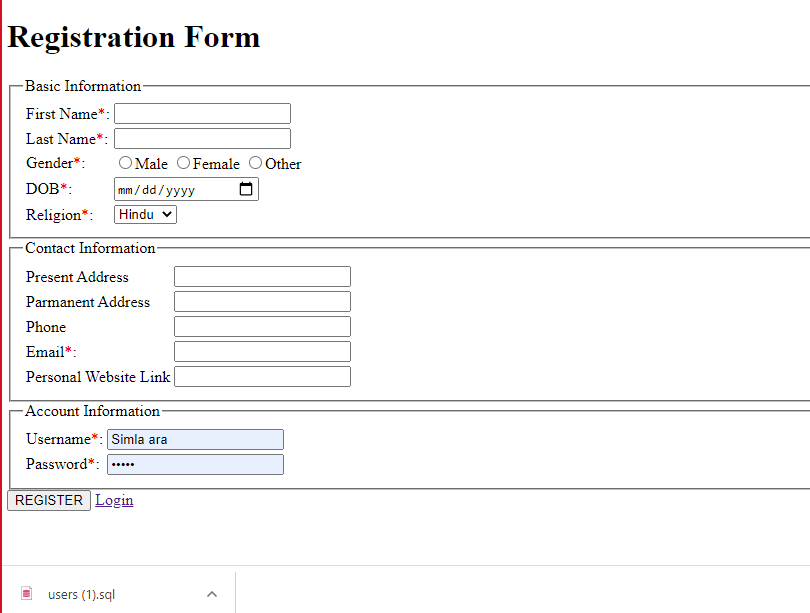 Registration Form
Basic Information
First Name*:
Last Name*:
Gender*: Male Female Other
DOB*: mm/dd/yyyy
Religion*: Hindu
Contact Information
Present Address
Parmanent Address
Phone
Email*:
Personal Website Link
Account Information
Username*: Simla ara
Password*: •••••
REGISTER Login
users (1).sql